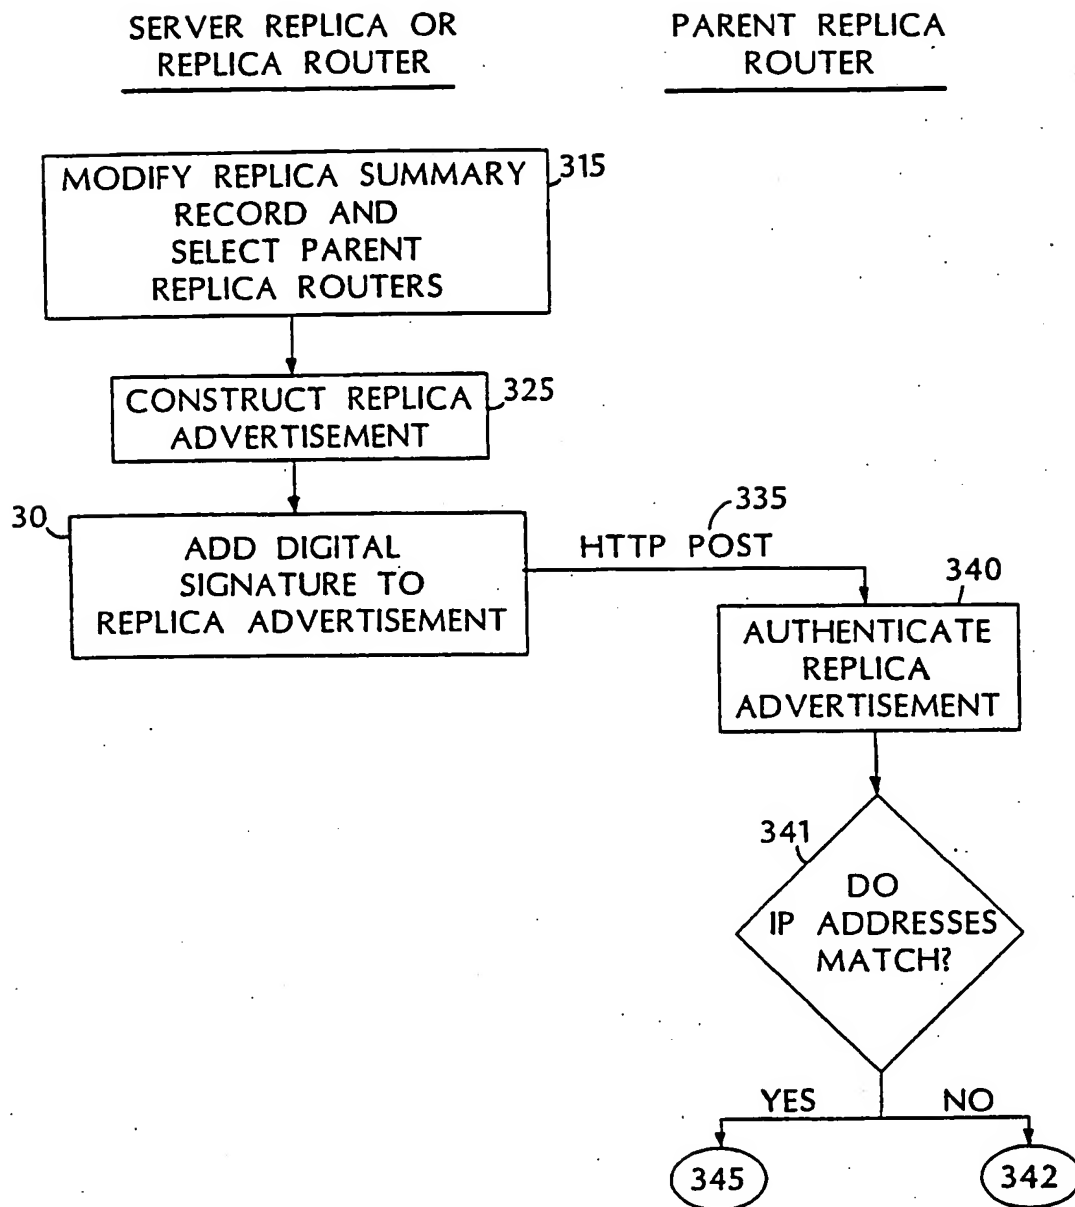 SERVER REPLICA OR
REPLICA ROUTER
PARENT REPLICA
ROUTER
MODIFY REPLICA SUMMARY
RECORD AND
SELECT PARENT
REPLICA ROUTERS
315
CONSTRUCT REPLICA
ADVERTISEMENT
325
30
ADD DIGITAL
SIGNATURE TO
REPLICA ADVERTISEMENT
335
HTTP POST
340
AUTHENTICATE
REPLICA
ADVERTISEMENT
341
DO
IP ADDRESSES
MATCH?
YES
NO
345
342